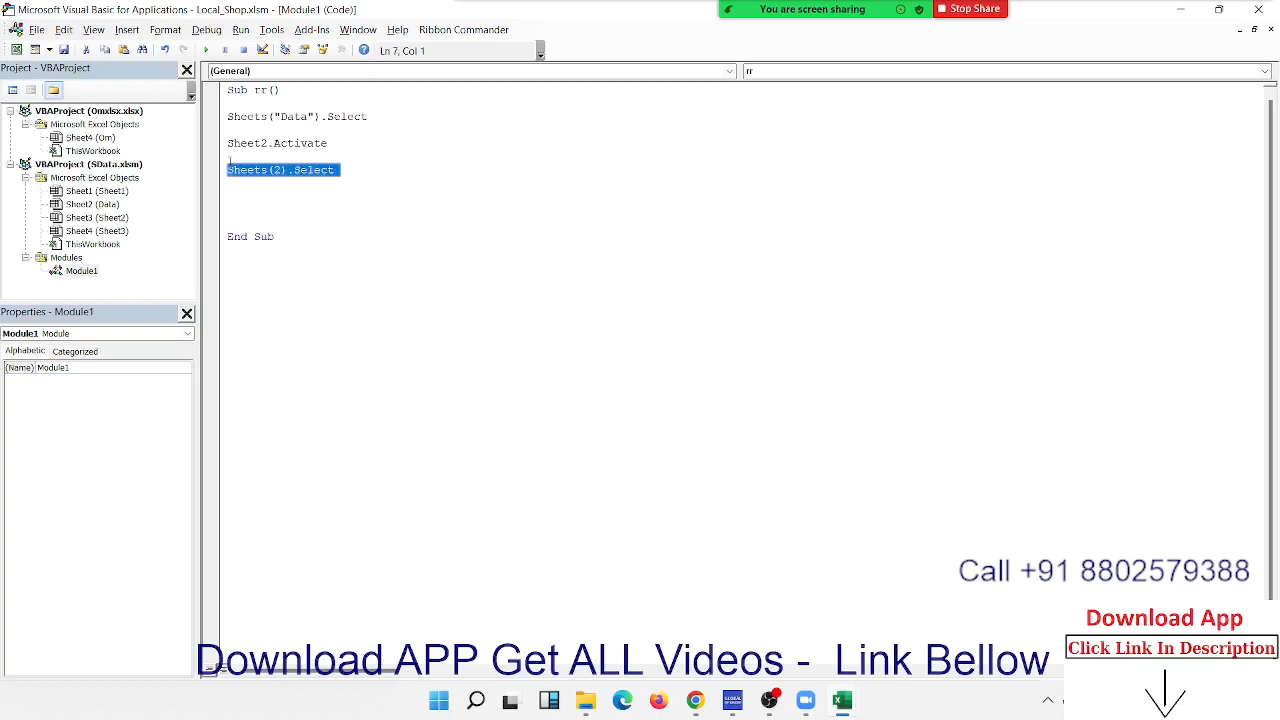 Microsoft Visual Basic for Applications - Local_Shop.xlsm - [Module1 (Code)]
You are screen sharing
Stop Share
File Edit View Insert Format Debug Run Tools Add-Ins Window Help Ribbon Commander
Ln 7, Col 1
Project - VBAProject
(General)
rr
VBAProject (Omxlsx.xlsx)
Microsoft Excel Objects
Sheet4 (Om)
ThisWorkbook
VBAProject (SData.xlsm)
Microsoft Excel Objects
Sheet1 (Sheet1)
Sheet2 (Data)
Sheet3 (Sheet2)
Sheet4 (Sheet3)
ThisWorkbook
Modules
Module1
Sub rr()
Sheets("Data").Select
Sheet2.Activate
Sheets(2).Select
End Sub
Properties - Module1
Module1 Module
Alphabetic Categorized
(Name) Module1
Call +91 8802579388
Download App
Click Link In Description
Download APP Get ALL Videos - Link Bellow